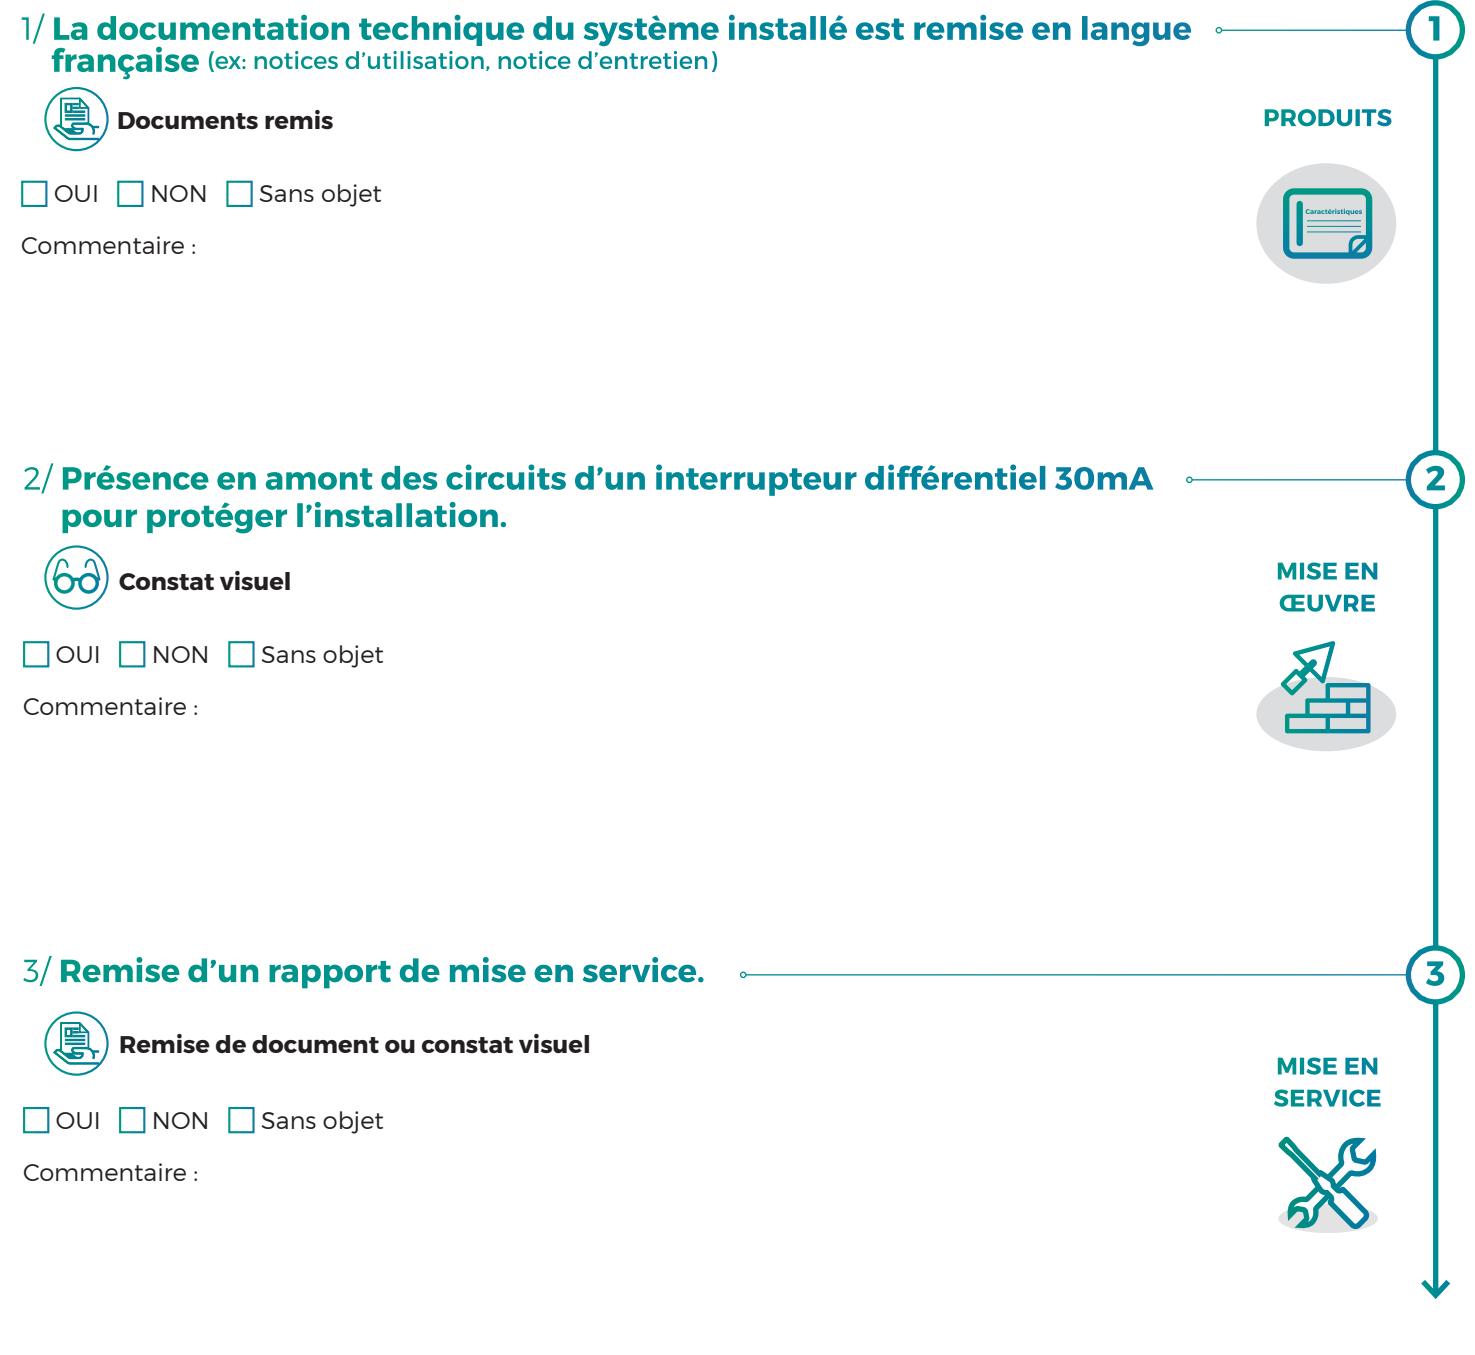 1/ La documentation technique du système installé est remise en langue
française (ex: notices d’utilisation, notice d’entretien)
1
Documents remis
PRODUITS
OUI NON Sans objet
Caractéristiques
Commentaire :
2/ Présence en amont des circuits d’un interrupteur différentiel 30mA
pour protéger l’installation.
2
Constat visuel
MISE EN
ŒUVRE
OUI NON Sans objet
Commentaire :
3/ Remise d’un rapport de mise en service.
3
Remise de document ou constat visuel
MISE EN
SERVICE
OUI NON Sans objet
Commentaire :